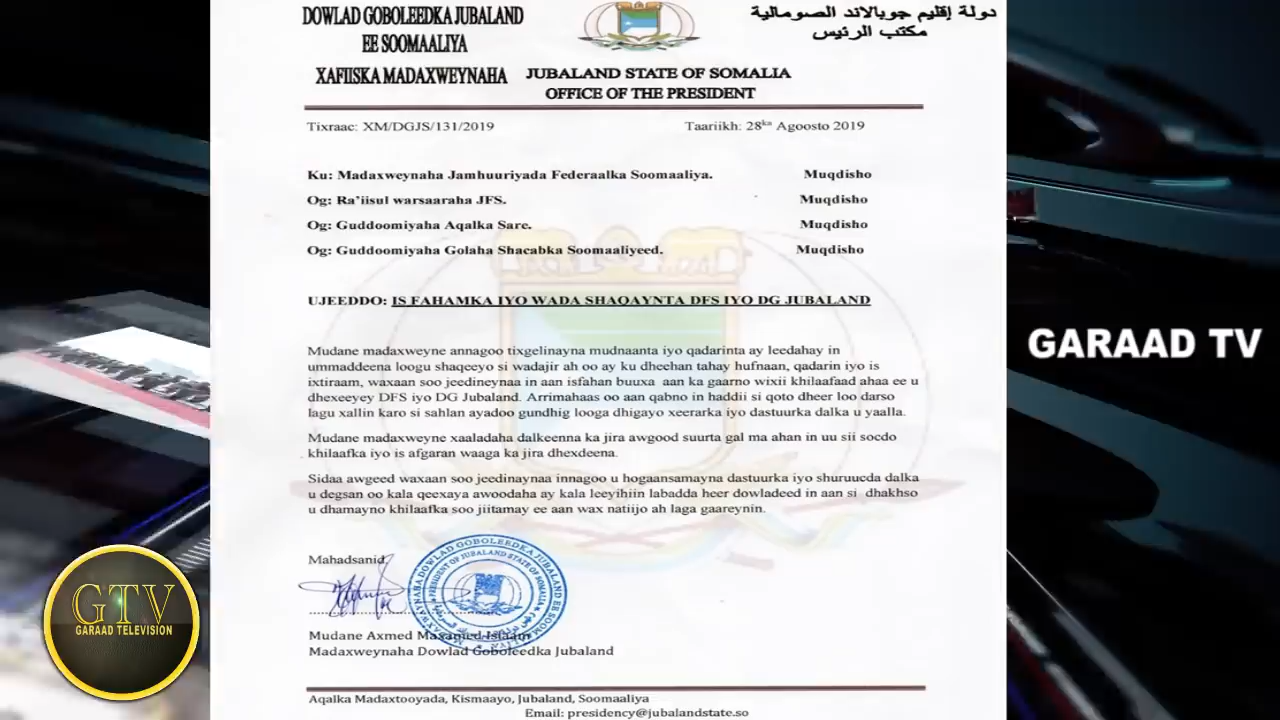 DOWLAD GOBOLEEDKA JUBALAND
EE SOOMAALIYA
XAFIISKA MADAXWEYNAHA
دولة إقليم جوبالاند الصومالية
مكتب الرئيس
JUBALAND STATE OF SOMALIA
OFFICE OF THE PRESIDENT
Tixraac: XM/DGJS/131/2019 Taariikh: 28ka Agoosto 2019
Ku: Madaxweynaha Jamhuuriyada Federaalka Soomaaliya. Muqdisho
Og: Ra'iisul warsaaraha JFS. Muqdisho
Og: Guddoomiyaha Aqalka Sare. Muqdisho
Og: Guddoomiyaha Golaha Shacabka Soomaaliyeed. Muqdisho
UJEEDDO: IS FAHAMKA IYO WADA SHAQAYNTA DFS IYO DG JUBALAND
Mudane madaxweyne annagoo tixgelinayna mudnaanta iyo qadarinta ay leedahay in
ummaddeena loogu shaqeeyo si wadajir ah oo ay ku dheehan tahay hufnaan, qadarin iyo is
ixtiraam, waxaan soo jeedineynaa in aan isfahan buuxa aan ka gaarno wixii khilaafaad ahaa ee u
dhexeeyey DFS iyo DG Jubaland. Arrimahaas oo aan qabno in haddii si qoto dheer loo darso
lagu xallin karo si sahlan ayadoo gundhig looga dhigayo xeerarka iyo dastuurka dalka u yaalla.
Mudane madaxweyne xaaladaha dalkeenna ka jira awgood suurta gal ma ahan in uu sii socdo
khilaafka iyo is afgaran waaga ka jira dhexdeena.
Sidaa awgeed waxaan soo jeedinaynaa innagoo u hogaansamayna dastuurka iyo shuruucda dalka
u degsan oo kala qeexaya awoodaha ay kala leeyihiin labadda heer dowladeed in aan si dhakhso
u dhamayno khilaafka soo jiitamay ee aan wax natiijo ah laga gaareynin.
Mahadsanid,
Mudane Axmed Maxamed Islaam
Madaxweynaha Dowlad Goboleedka Jubaland
Aqalka Madaxtooyada, Kismaayo, Jubaland, Soomaaliya
Email: presidency@jubalandstate.so
GARAAD TV
GTV
GARAAD TELEVISION